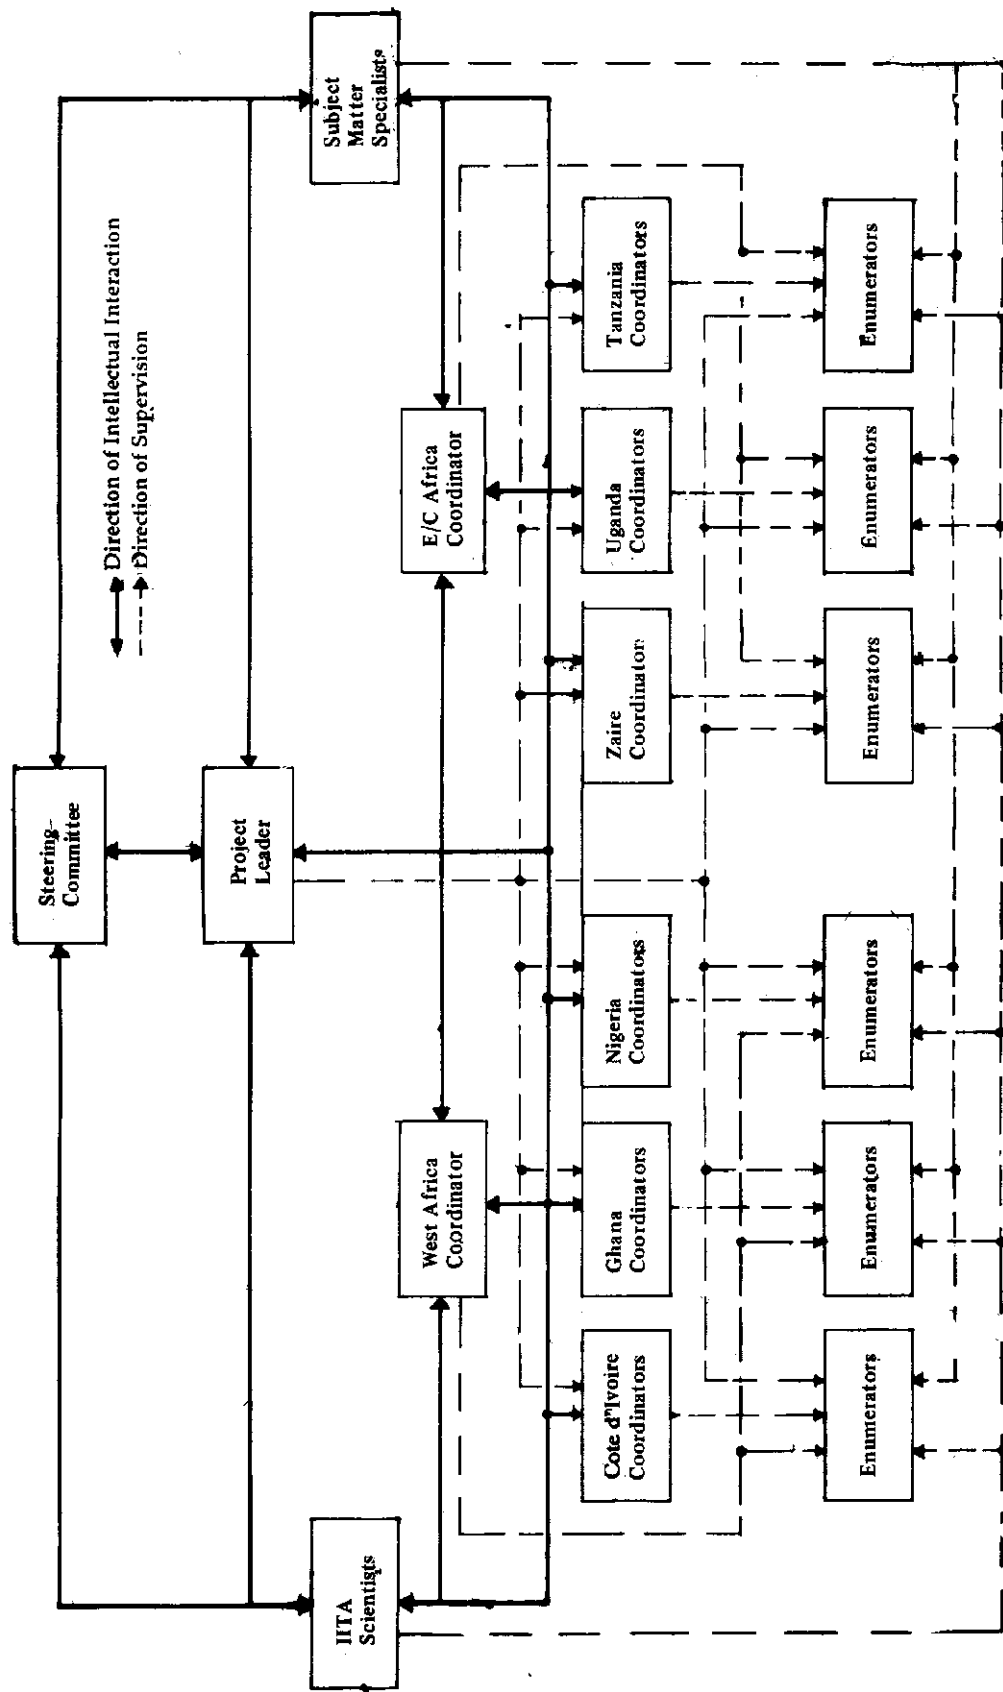 Steering
Committee
Direction of Intellectual Interaction
Direction of Supervision
Project
Leader
IITA
Scientists
Subject
Matter
Specialists
West Africa
Coordinator
E/C Africa
Coordinator
Cote d'Ivoire
Coordinators
Ghana
Coordinators
Nigeria
Coordinators
Zaire
Coordinators
Uganda
Coordinators
Tanzania
Coordinators
Enumerators
Enumerators
Enumerators
Enumerators
Enumerators
Enumerators